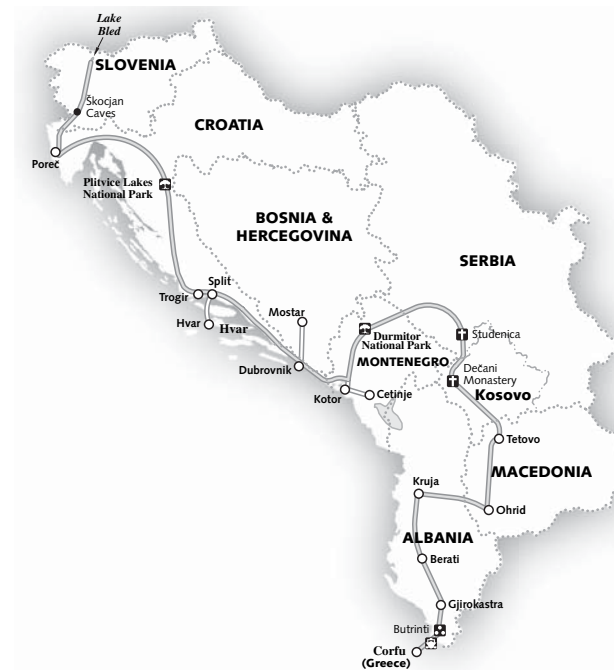 Lake
Bled
SLOVENIA
Škocjan
Caves
CROATIA
Poreč
Plitvice Lakes
National Park
BOSNIA &
HERCEGOVINA
SERBIA
Split
Trogir
Mostar
Hvar
Hvar
Durmitor
National Park
Studenica
MONTENEGRO
Dubrovnik
Dečani
Monastery
Kosovo
Kotor
Cetinje
Tetovo
MACEDONIA
Kruja
Ohrid
ALBANIA
Berati
Gjirokastra
Butrinti
Corfu
(Greece)